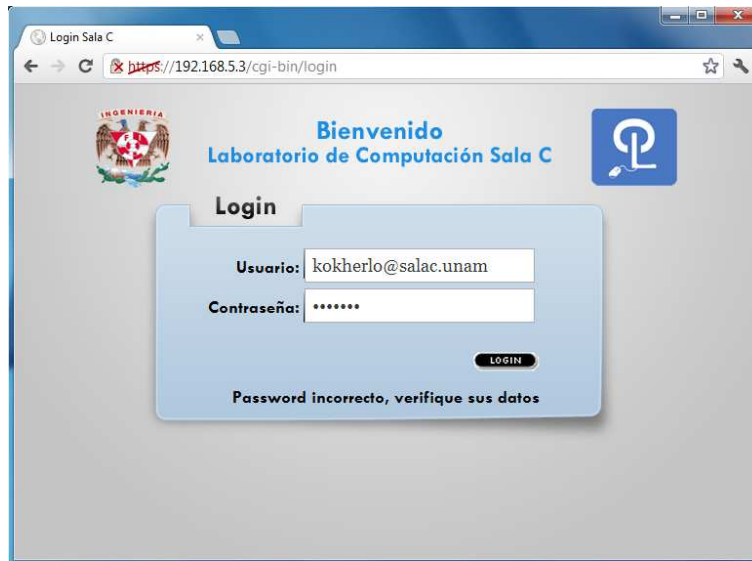 Login Sala C
https://192.168.5.3/cgi-bin/login
INGENIERIA
Bienvenido
Laboratorio de Computación Sala C
Login
Usuario: kokherlo@salac.unam
Contraseña: •••••••
LOGIN
Password incorrecto, verifique sus datos